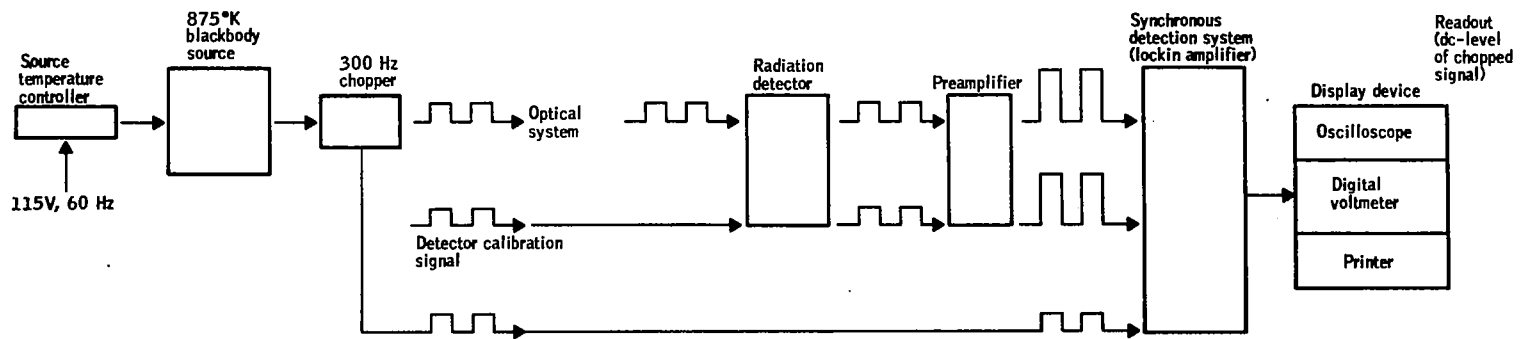 Source
temperature
controller
115V, 60 Hz
875°K
blackbody
source
300 Hz
chopper
Optical
system
Detector calibration
signal
Radiation
detector
Preamplifier
Synchronous
detection system
(lockin amplifier)
Readout
(dc-level
of chopped
signal)
Display device
Oscilloscope
Digital
voltmeter
Printer